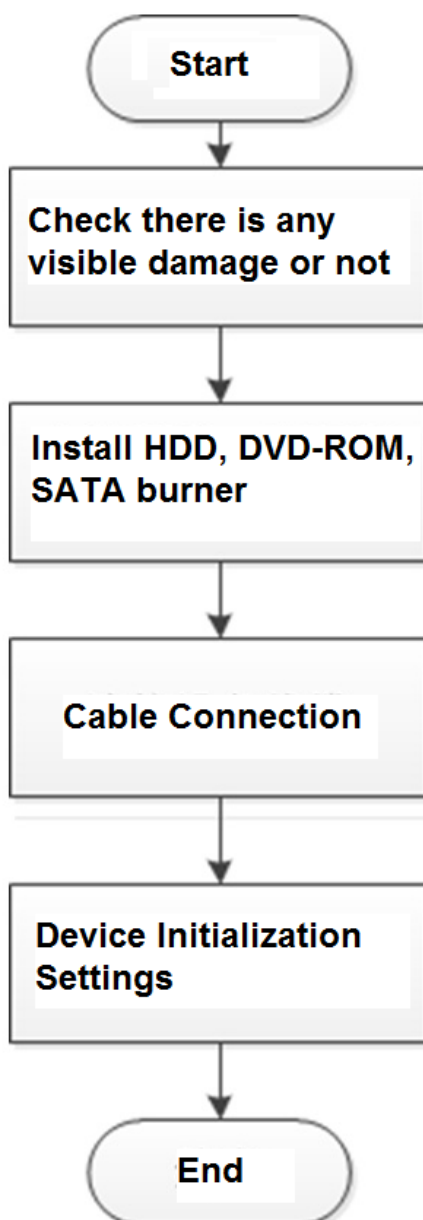 Start
Check there is any
visible damage or not
Install HDD, DVD-ROM,
SATA burner
Cable Connection
Device Initialization
Settings
End